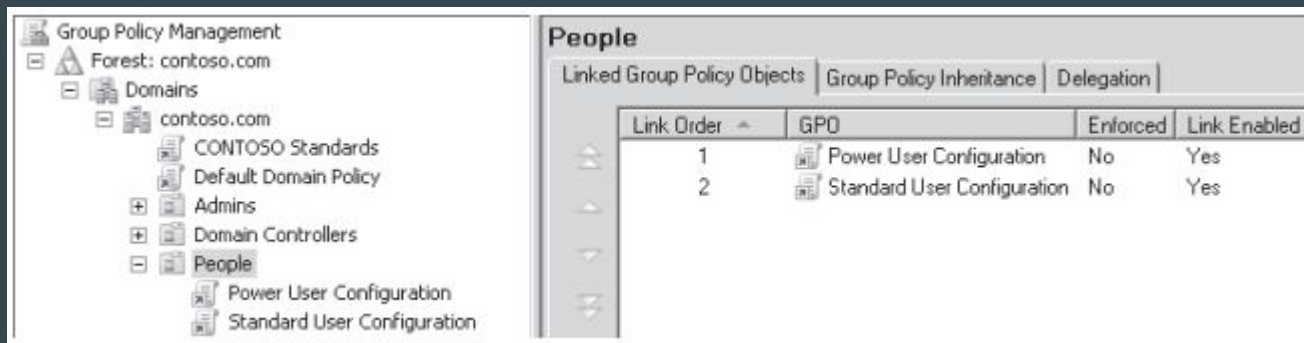 Group Policy Management
Forest: contoso.com
Domains
contoso.com
CONTOSO Standards
Default Domain Policy
Admins
Domain Controllers
People
Power User Configuration
Standard User Configuration
People
Linked Group Policy Objects Group Policy Inheritance Delegation
Link Order GPO Enforced Link Enabled
1 Power User Configuration No Yes
2 Standard User Configuration No Yes